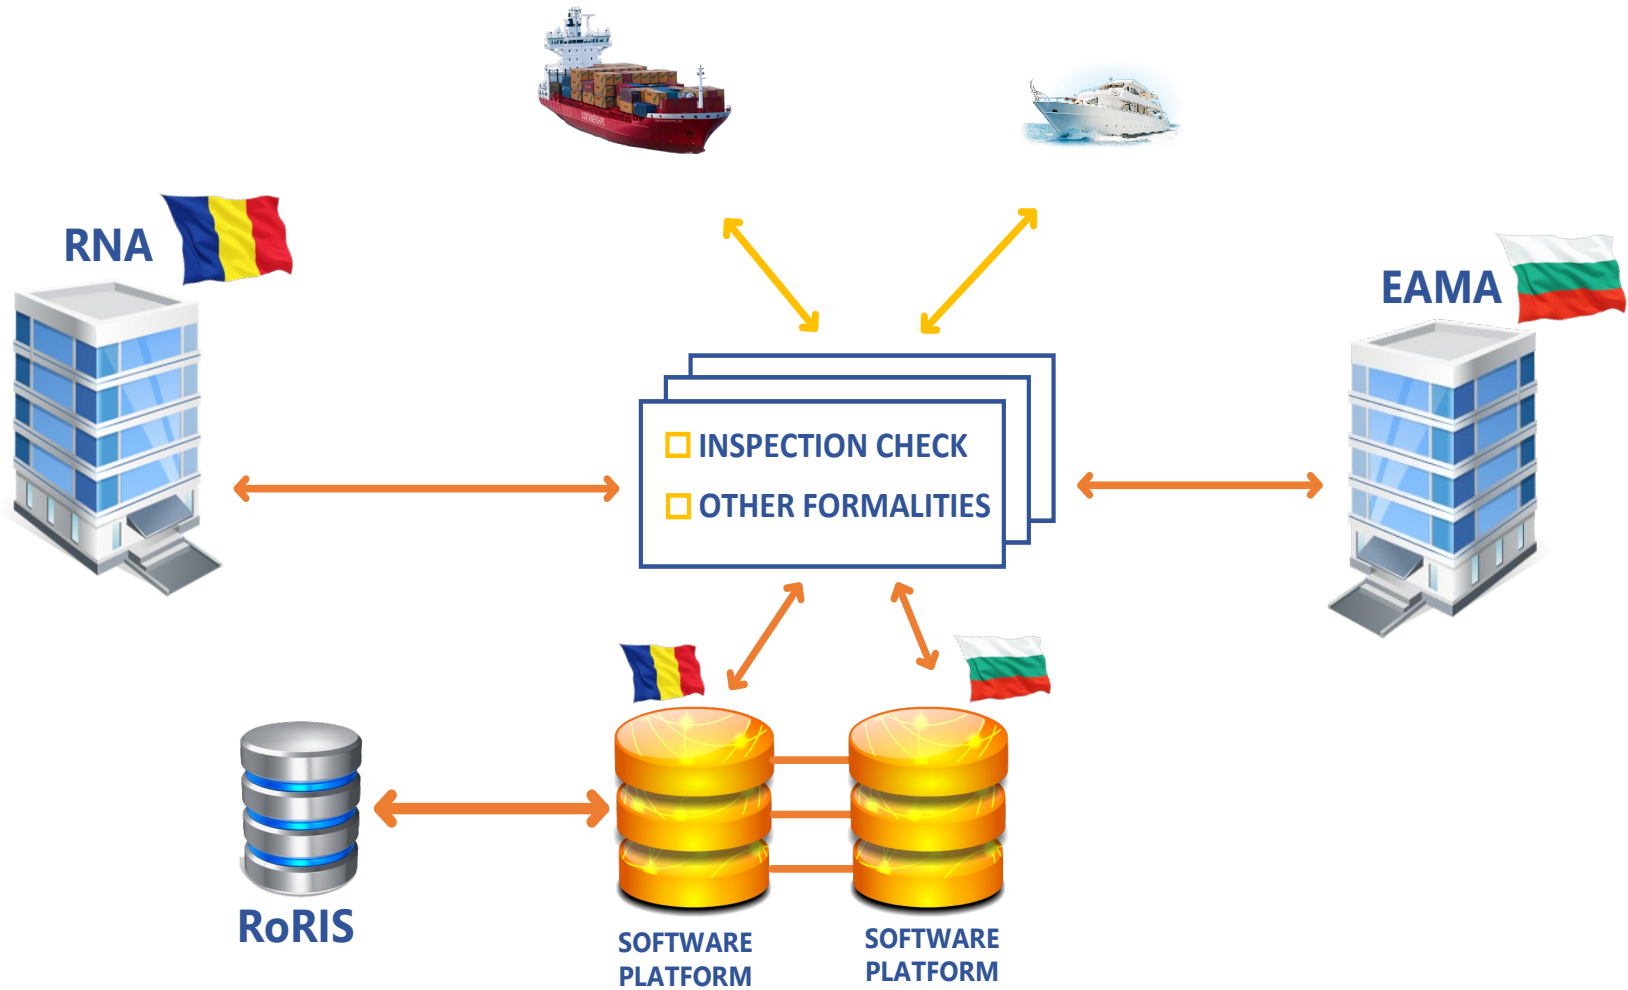 RNA
EAMA
INSPECTION CHECK
OTHER FORMALITIES
RoRIS
SOFTWARE
PLATFORM
SOFTWARE
PLATFORM